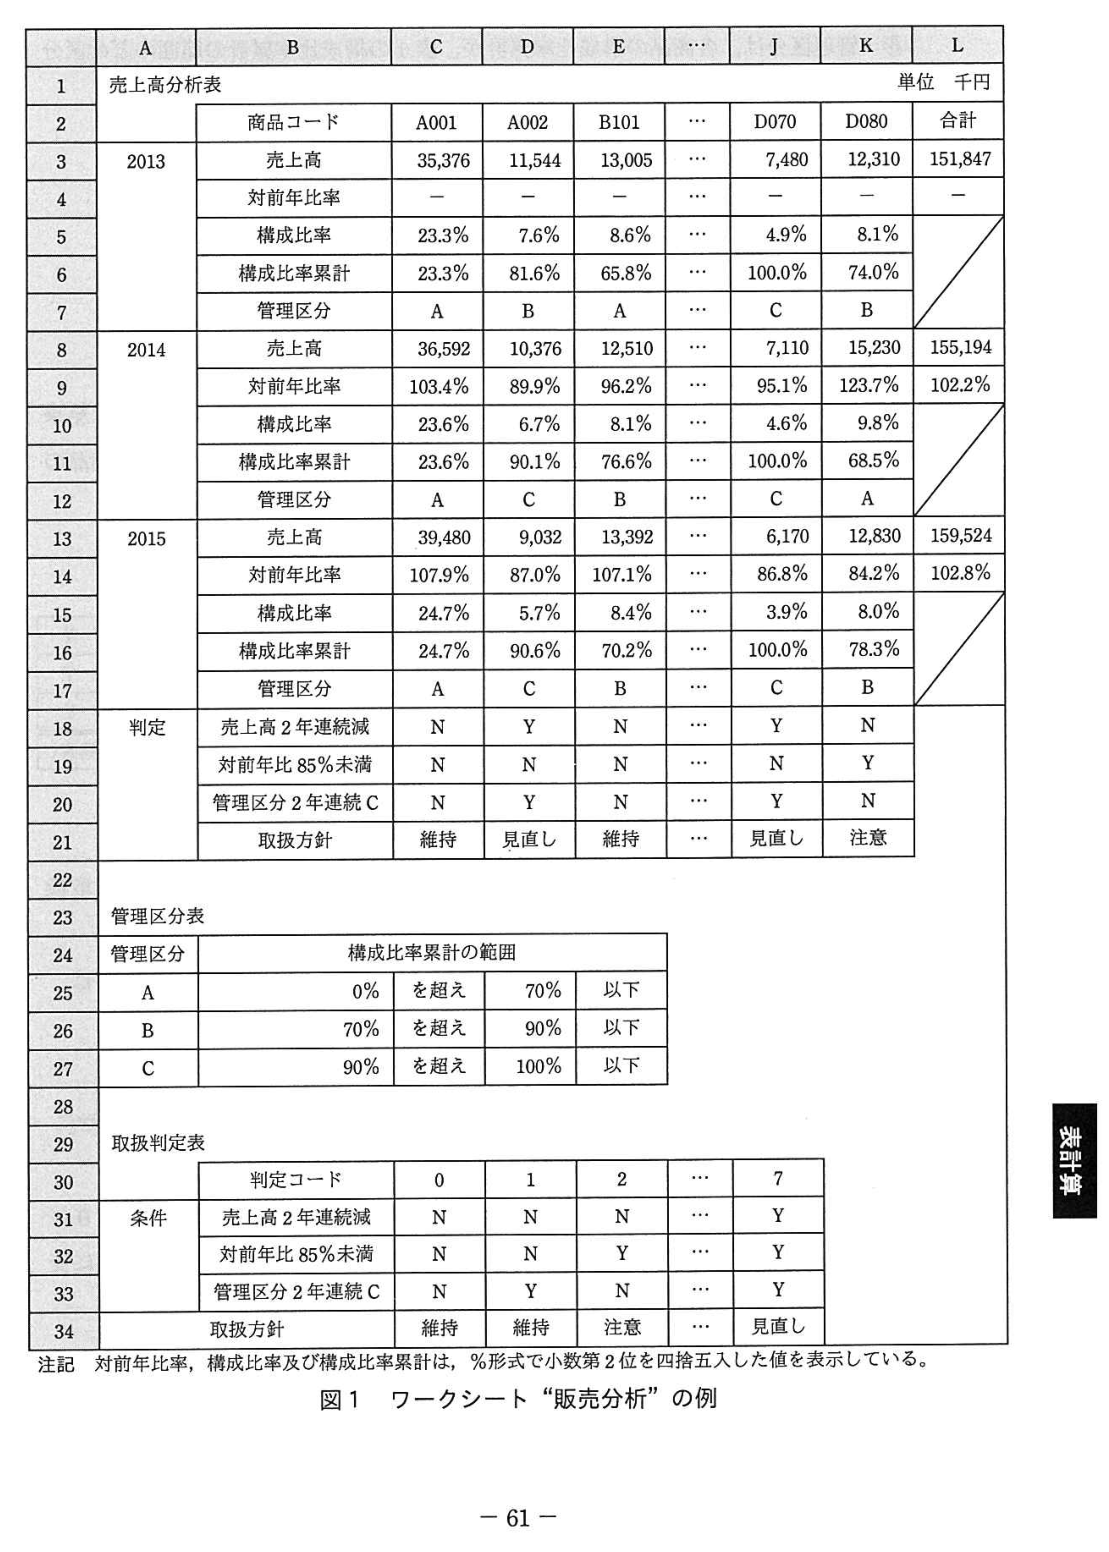 A B C D E … J K L
1 売上高分析表 単位 千円
2 商品コード A001 A002 B101 … D070 D080 合計
3 2013 売上高 35,376 11,544 13,005 … 7,480 12,310 151,847
4 対前年比率 － － － … － － －
5 構成比率 23.3% 7.6% 8.6% … 4.9% 8.1%
6 構成比率累計 23.3% 81.6% 65.8% … 100.0% 74.0%
7 管理区分 A B A … C B
8 2014 売上高 36,592 10,376 12,510 … 7,110 15,230 155,194
9 対前年比率 103.4% 89.9% 96.2% … 95.1% 123.7% 102.2%
10 構成比率 23.6% 6.7% 8.1% … 4.6% 9.8%
11 構成比率累計 23.6% 90.1% 76.6% … 100.0% 68.5%
12 管理区分 A C B … C A
13 2015 売上高 39,480 9,032 13,392 … 6,170 12,830 159,524
14 対前年比率 107.9% 87.0% 107.1% … 86.8% 84.2% 102.8%
15 構成比率 24.7% 5.7% 8.4% … 3.9% 8.0%
16 構成比率累計 24.7% 90.6% 70.2% … 100.0% 78.3%
17 管理区分 A C B … C B
18 判定 売上高2年連続減 N Y N … Y N
19 対前年比85%未満 N N N … N Y
20 管理区分2年連続C N Y N … Y N
21 取扱方針 維持 見直し 維持 … 見直し 注意
22
23 管理区分表
24 管理区分 構成比率累計の範囲
25 A 0% を超え 70% 以下
26 B 70% を超え 90% 以下
27 C 90% を超え 100% 以下
28
29 取扱判定表
30 判定コード 0 1 2 … 7
31 条件 売上高2年連続減 N N N … Y
32 対前年比85%未満 N N Y … Y
33 管理区分2年連続C N Y N … Y
34 取扱方針 維持 維持 注意 … 見直し
注記 対前年比率，構成比率及び構成比率累計は，%形式で小数第2位を四捨五入した値を表示している。
図1 ワークシート“販売分析”の例
表計算
－ 61 －